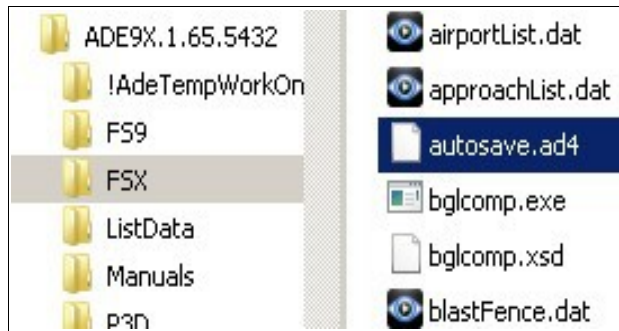 ADE9X.1.65.5432
!AdeTempWorkOn
FS9
FSX
ListData
Manuals
P3D
airportList.dat
approachList.dat
autosave.ad4
bglcomp.exe
bglcomp.xsd
blastFence.dat